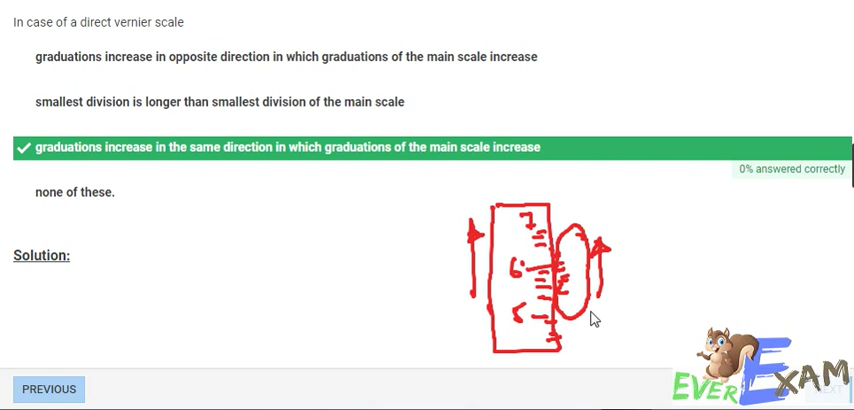 In case of a direct vernier scale
graduations increase in opposite direction in which graduations of the main scale increase
smallest division is longer than smallest division of the main scale
graduations increase in the same direction in which graduations of the main scale increase
0% answered correctly
none of these.
7
6
5
Solution:
EVER EXAM
PREVIOUS